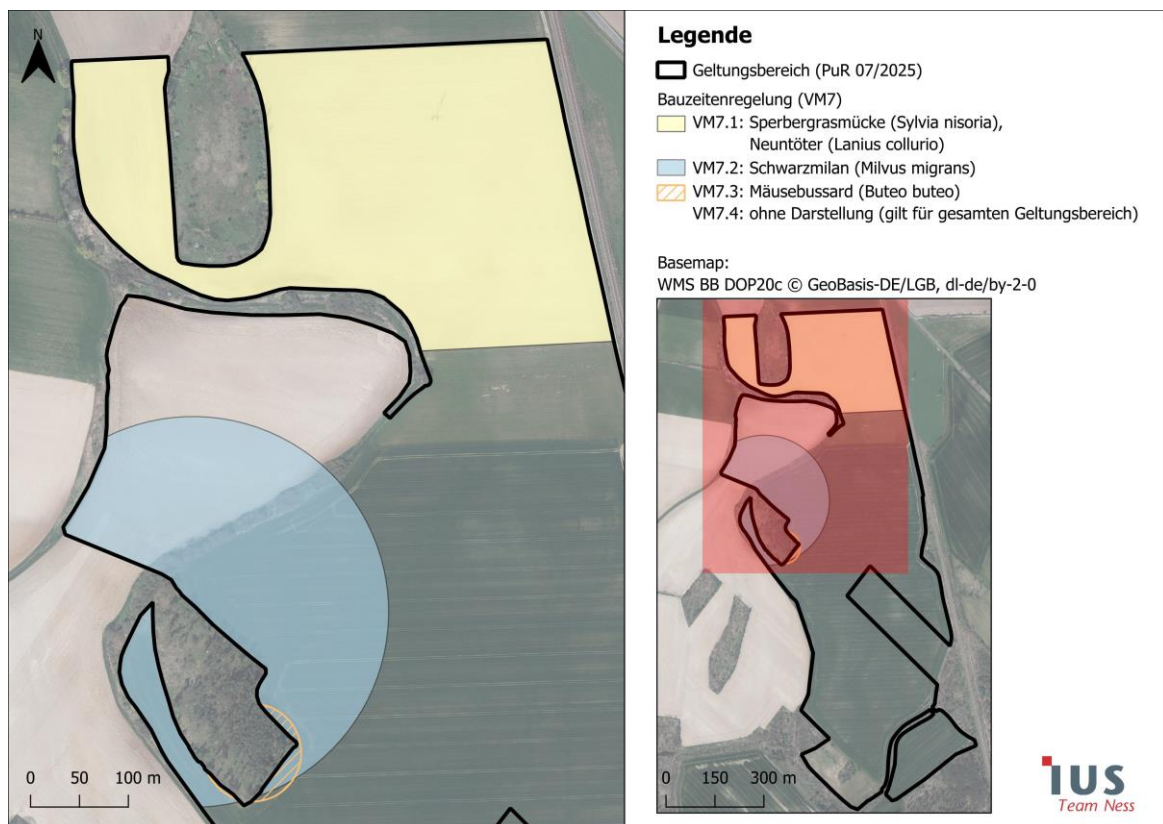 N
0 50 100 m
Legende
Geltungsbereich (PuR 07/2025)
Bauzeitenregelung (VM7)
VM7.1: Sperbergrasmücke (Sylvia nisoria),
Neuntöter (Lanius collurio)
VM7.2: Schwarzmilan (Milvus migrans)
VM7.3: Mäusebussard (Buteo buteo)
VM7.4: ohne Darstellung (gilt für gesamten Geltungsbereich)
Basemap:
WMS BB DOP20c © GeoBasis-DE/LGB, dl-de/by-2-0
0 150 300 m
IUS
Team Ness